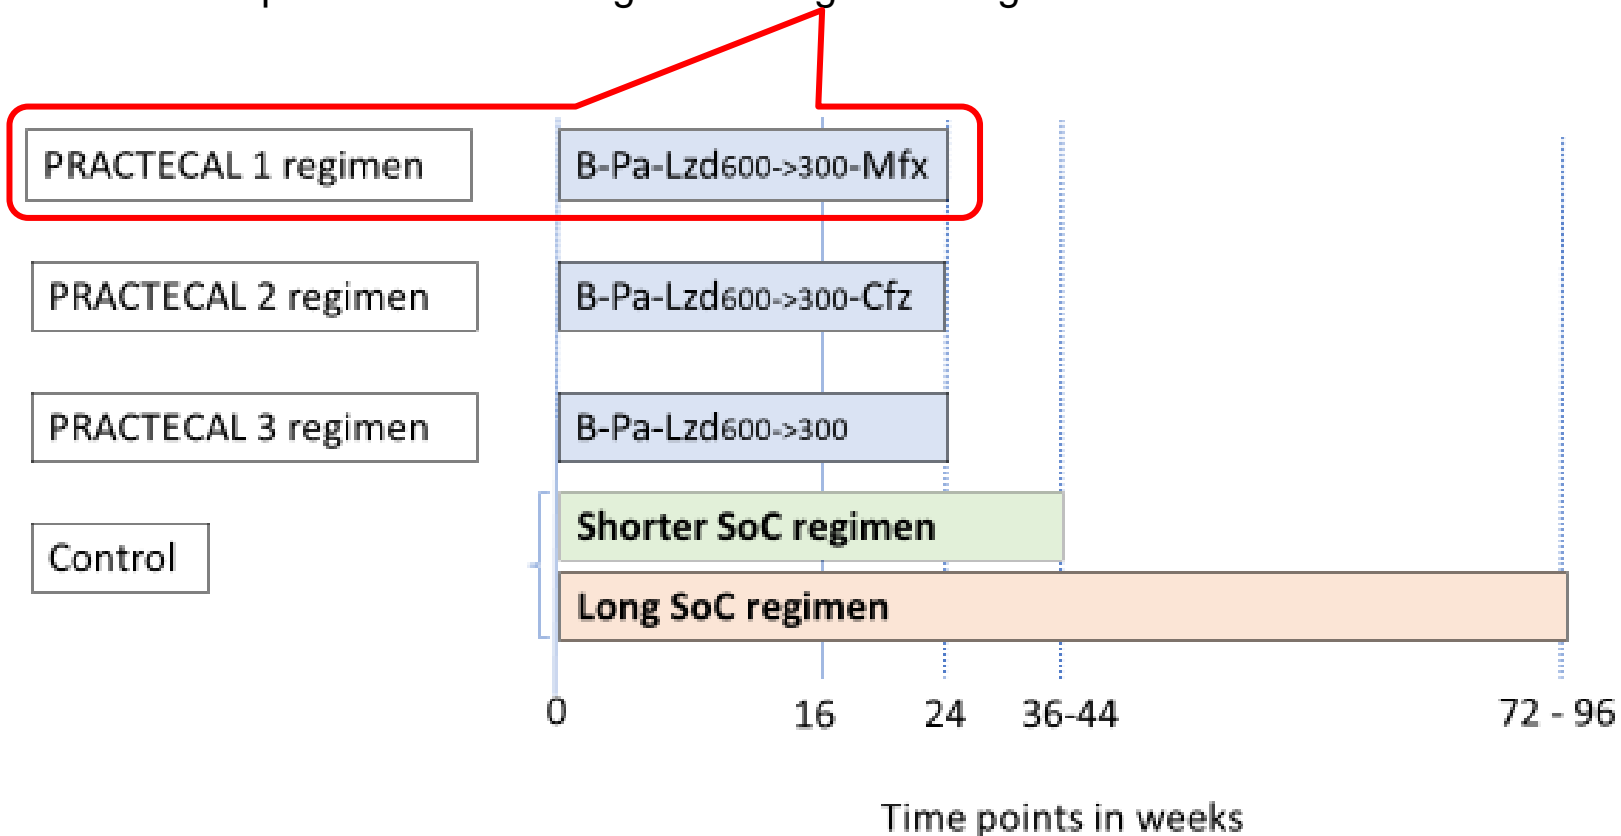 PRACTECAL 1 regimen
B-Pa-Lzd600->300-Mfx
PRACTECAL 2 regimen
B-Pa-Lzd600->300-Cfz
PRACTECAL 3 regimen
B-Pa-Lzd600->300
Control
Shorter SoC regimen
Long SoC regimen
0 16 24 36-44 72 - 96
Time points in weeks